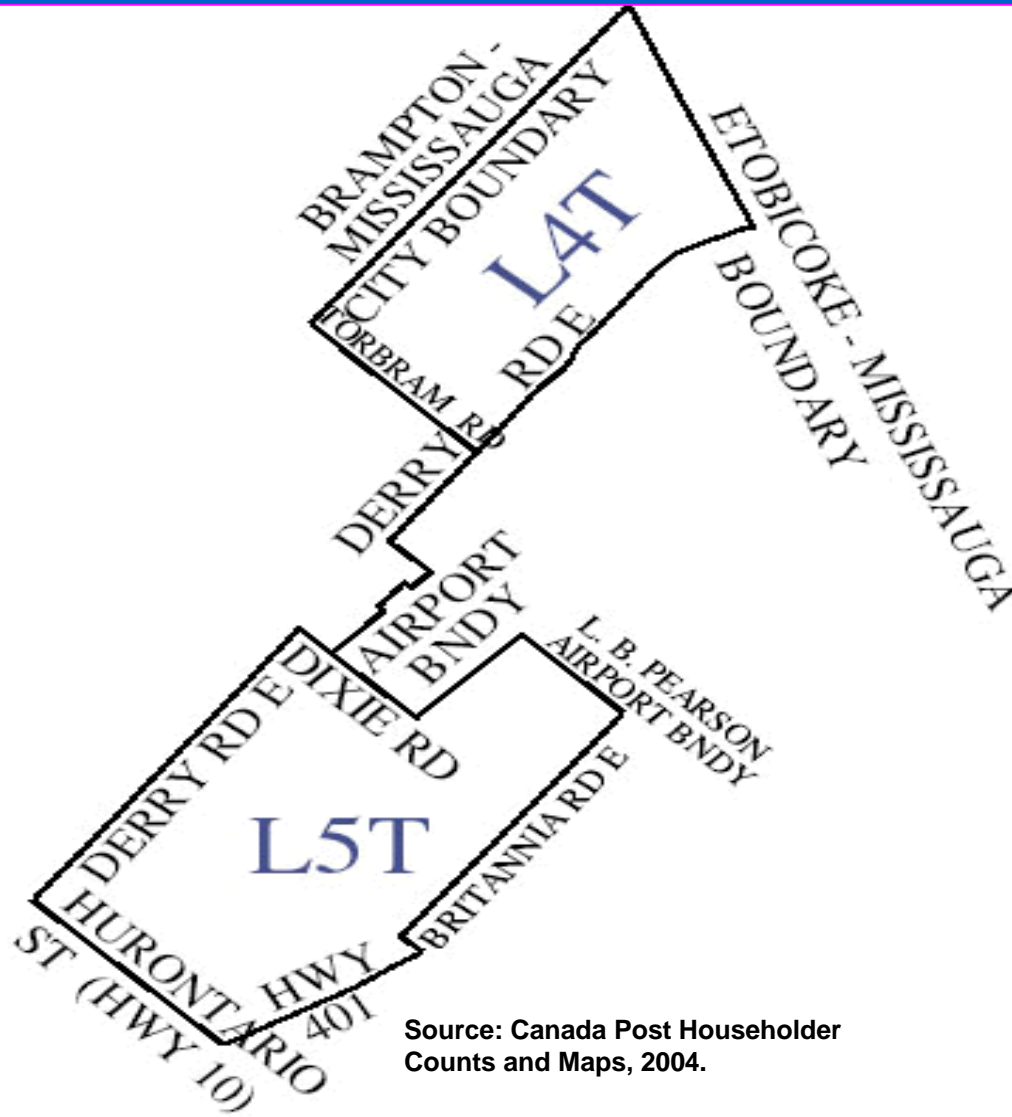 BRAMPTON -
MISSISSAUGA
CITY BOUNDARY
ETOBICOKE - MISSISSAUGA
BOUNDARY
L4T
TORBRAM RD
DERRY RD E
AIRPORT
BNDY
L. B. PEARSON
AIRPORT BNDY
DIXIE RD
DERRY RD E
L5T
BRITANNIA RD E
HURONTARIO
ST (HWY 10)
HWY
401
Source: Canada Post Householder
Counts and Maps, 2004.